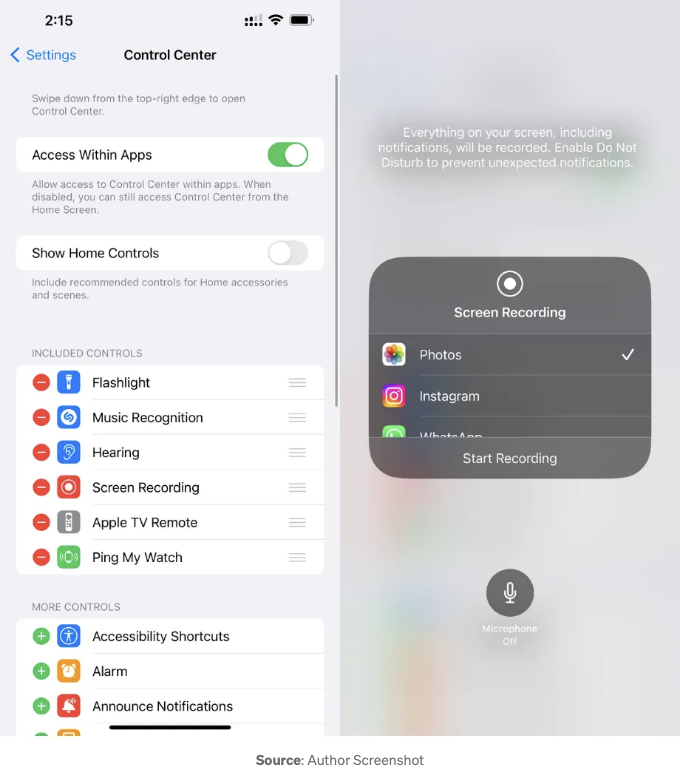 2:15
Settings
Control Center
Swipe down from the top-right edge to open
Control Center.
Access Within Apps
Allow access to Control Center within apps. When
disabled, you can still access Control Center from the
Home Screen.
Show Home Controls
Include recommended controls for Home accessories
and scenes.
INCLUDED CONTROLS
Flashlight
Music Recognition
Hearing
Screen Recording
Apple TV Remote
Ping My Watch
MORE CONTROLS
Accessibility Shortcuts
Alarm
Announce Notifications
Everything on your screen, including
notifications, will be recorded. Enable Do Not
Disturb to prevent unexpected notifications.
Screen Recording
Photos
Instagram
WhatsApp
Start Recording
Microphone
Off
Source: Author Screenshot